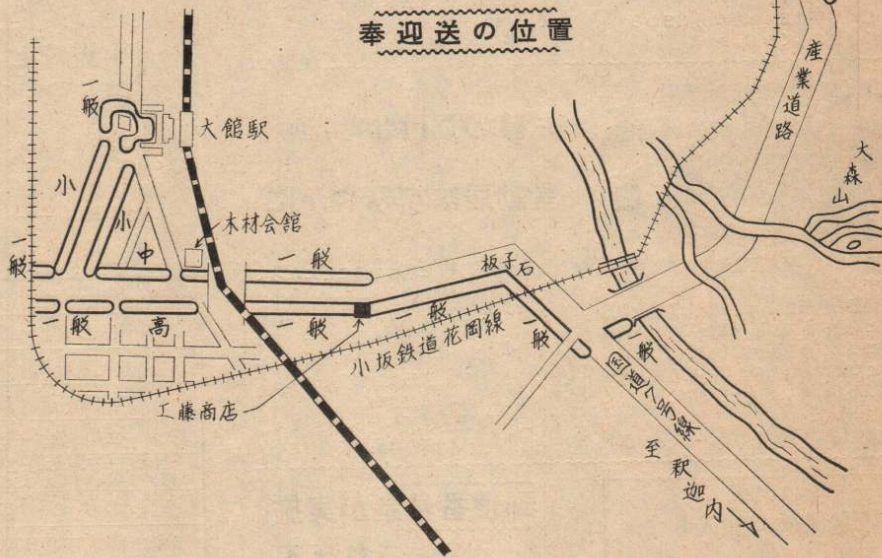 奉迎送の位置
産業道路
大森山
一般
大館駅
小
小
木材会館
一般
中
一般
板子石
一般
高
一般
一般
一般
一般
小坂鉄道花岡線
工藤商店
国道7号線
至釈迦内